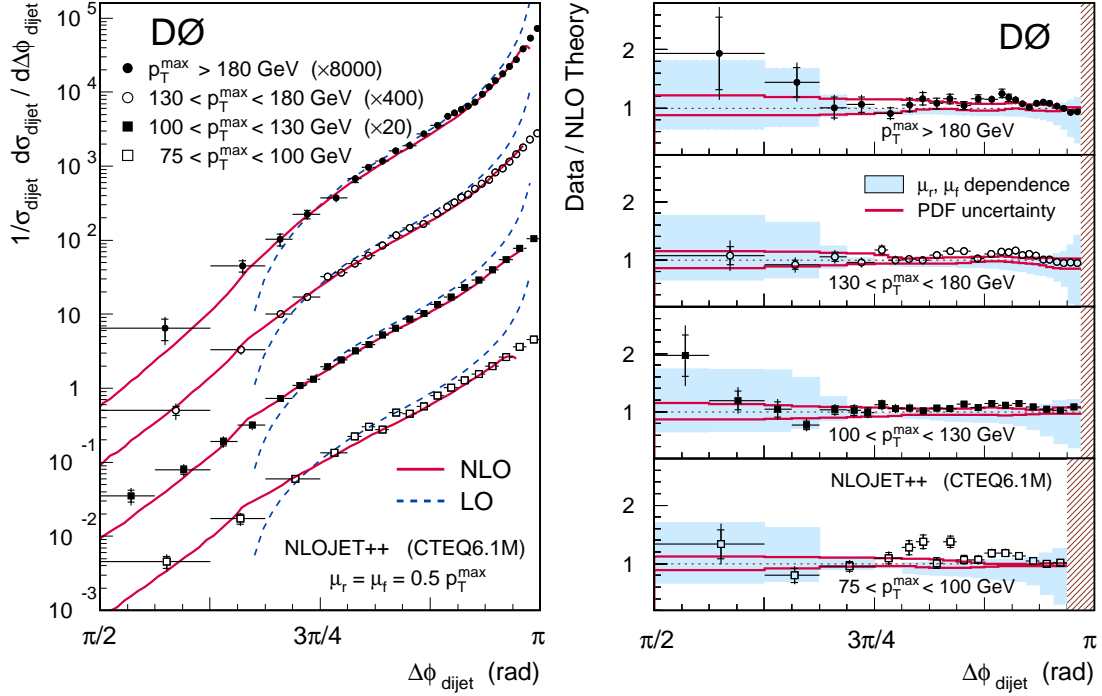 1/σ_dijet dσ_dijet / dΔϕ_dijet
10^5
10^4
10^3
10^2
10
1
10^-1
10^-2
10^-3
DØ
p_T^max > 180 GeV (×8000)
130 < p_T^max < 180 GeV (×400)
100 < p_T^max < 130 GeV (×20)
75 < p_T^max < 100 GeV
NLO
LO
NLOJET++ (CTEQ6.1M)
μ_r = μ_f = 0.5 p_T^max
π/2 3π/4 π
Δϕ_dijet (rad)
Data / NLO Theory
DØ
2
1
p_T^max > 180 GeV
2
1
μ_r, μ_f dependence
PDF uncertainty
130 < p_T^max < 180 GeV
2
1
100 < p_T^max < 130 GeV
2
1
NLOJET++ (CTEQ6.1M)
75 < p_T^max < 100 GeV
π/2 3π/4 π
Δϕ_dijet (rad)